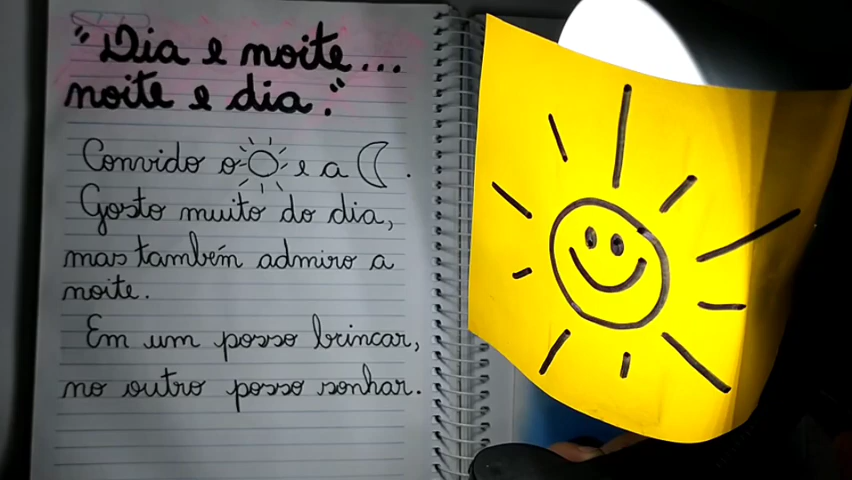 "Dia e noite...
noite e dia."
Convido o e a .
Gosto muito do dia,
mas também admiro a
noite.
Em um posso brincar,
no outro posso sonhar.